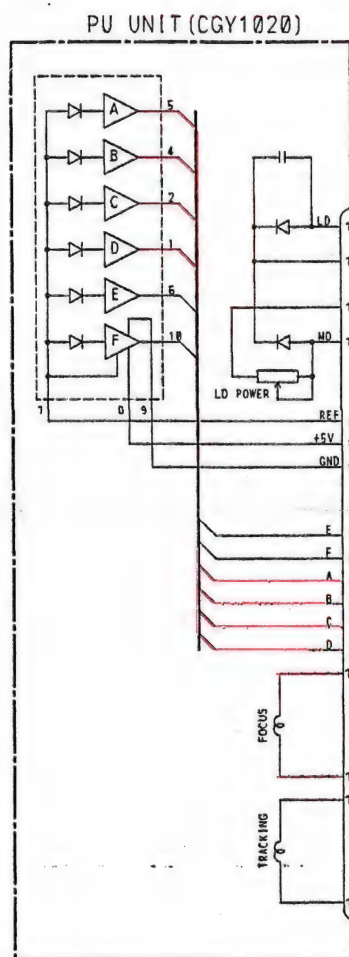 PU UNIT(CGY1020)
A 5
B 4
C 2
D 1
E 6
F 10
7 0 9
LD
MD
LD POWER
REF
+5V
GND
E
F
A
B
C
D
FOCUS
TRACKING